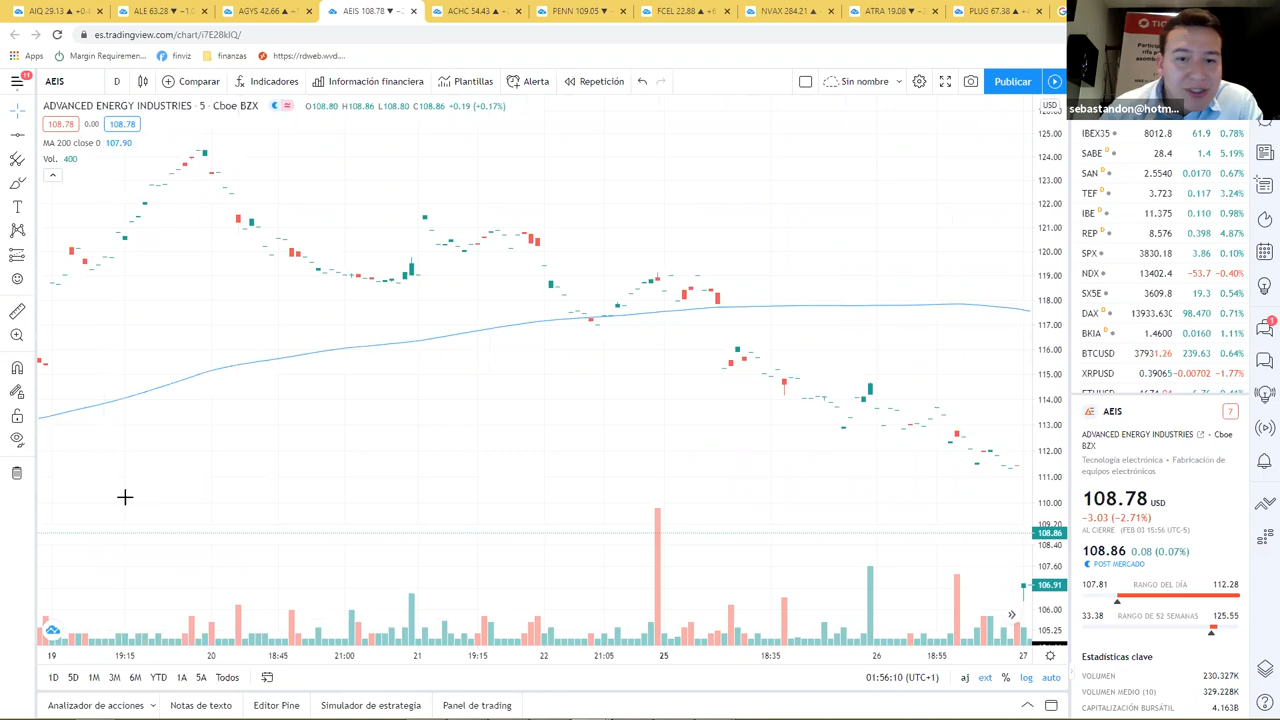 AIQ 29.13 ▲ +0.
ALE 63.28 ▼ −1.
AGYS 42.66 ▲ +
AEIS 108.78 ▼ −
ACHC 54.43 ▲ +
PENN 109.05 ▼
FCEL 22.88 ▲ +6
NVAX 284.
ATRA 19.08 ▼
PLUG 67.38 ▲ +
es.tradingview.com/chart/i7E28kIQ/
Apps
Margin Requiremen...
finviz
finanzas
https://rdweb.wvd....
11
AEIS
D
Comparar
Indicadores
Información financiera
Plantillas
Alerta
Repetición
Sin nombre
Publicar
TIC
sebastandon@hotm...
ADVANCED ENERGY INDUSTRIES · 5 · Cboe BZX
O108.80 H108.86 L108.80 C108.86 +0.19 (+0.17%)
108.78 0.00 108.78
MA 200 close 0 107.90
Vol. 400
USD
125.00
124.00
123.00
122.00
121.00
120.00
119.00
118.00
117.00
116.00
115.00
114.00
113.00
112.00
111.00
110.00
109.20
108.86
108.40
107.60
106.91
106.00
105.25
19 19:15 20 18:45 21:00 21 19:15 22 21:05 25 18:35 26 18:55 27
1D 5D 1M 3M 6M YTD 1A 5A Todos
01:56:10 (UTC+1) aj ext % log auto
Analizador de acciones
Notas de texto
Editor Pine
Simulador de estrategia
Panel de trading
IBEX35 8012.8 61.9 0.78%
SABE D 28.4 1.4 5.19%
SAN D 2.5540 0.0170 0.67%
TEF D 3.723 0.117 3.24%
IBE D 11.375 0.110 0.98%
REP D 8.576 0.398 4.87%
SPX 3830.18 3.86 0.10%
NDX 13402.4 −53.7 −0.40%
SX5E 3609.8 19.3 0.54%
DAX D 13933.630 98.470 0.71%
BKIA D 1.4600 0.0160 1.11%
BTCUSD 37931.26 239.63 0.64%
XRPUSD 0.39065 −0.00702 −1.77%
AEIS
7
ADVANCED ENERGY INDUSTRIES · Cboe
BZX
Tecnología electrónica • Fabricación de
equipos electrónicos
108.78 USD
−3.03 (−2.71%)
AL CIERRE (FEB 03 15:56 UTC-5)
108.86 0.08 (0.07%)
POST MERCADO
107.81 RANGO DEL DÍA 112.28
33.38 RANGO DE 52 SEMANAS 125.55
Estadísticas clave
VOLUMEN 230.327K
VOLUMEN MEDIO (10) 329.228K
CAPITALIZACIÓN BURSÁTIL 4.163B
1